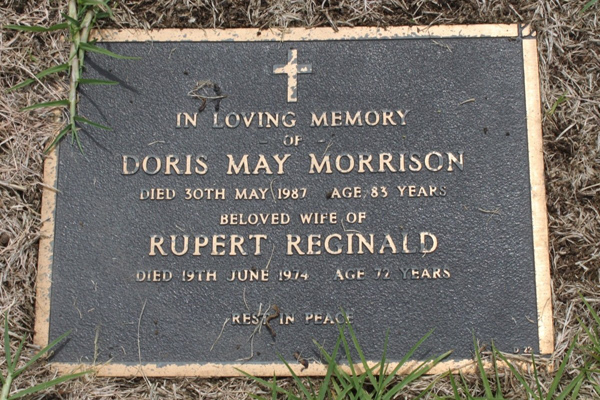 IN LOVING MEMORY
OF
DORIS MAY MORRISON
DIED 30TH MAY 1987 AGE 83 YEARS
BELOVED WIFE OF
RUPERT REGINALD
DIED 19TH JUNE 1974 AGE 72 YEARS
REST IN PEACE